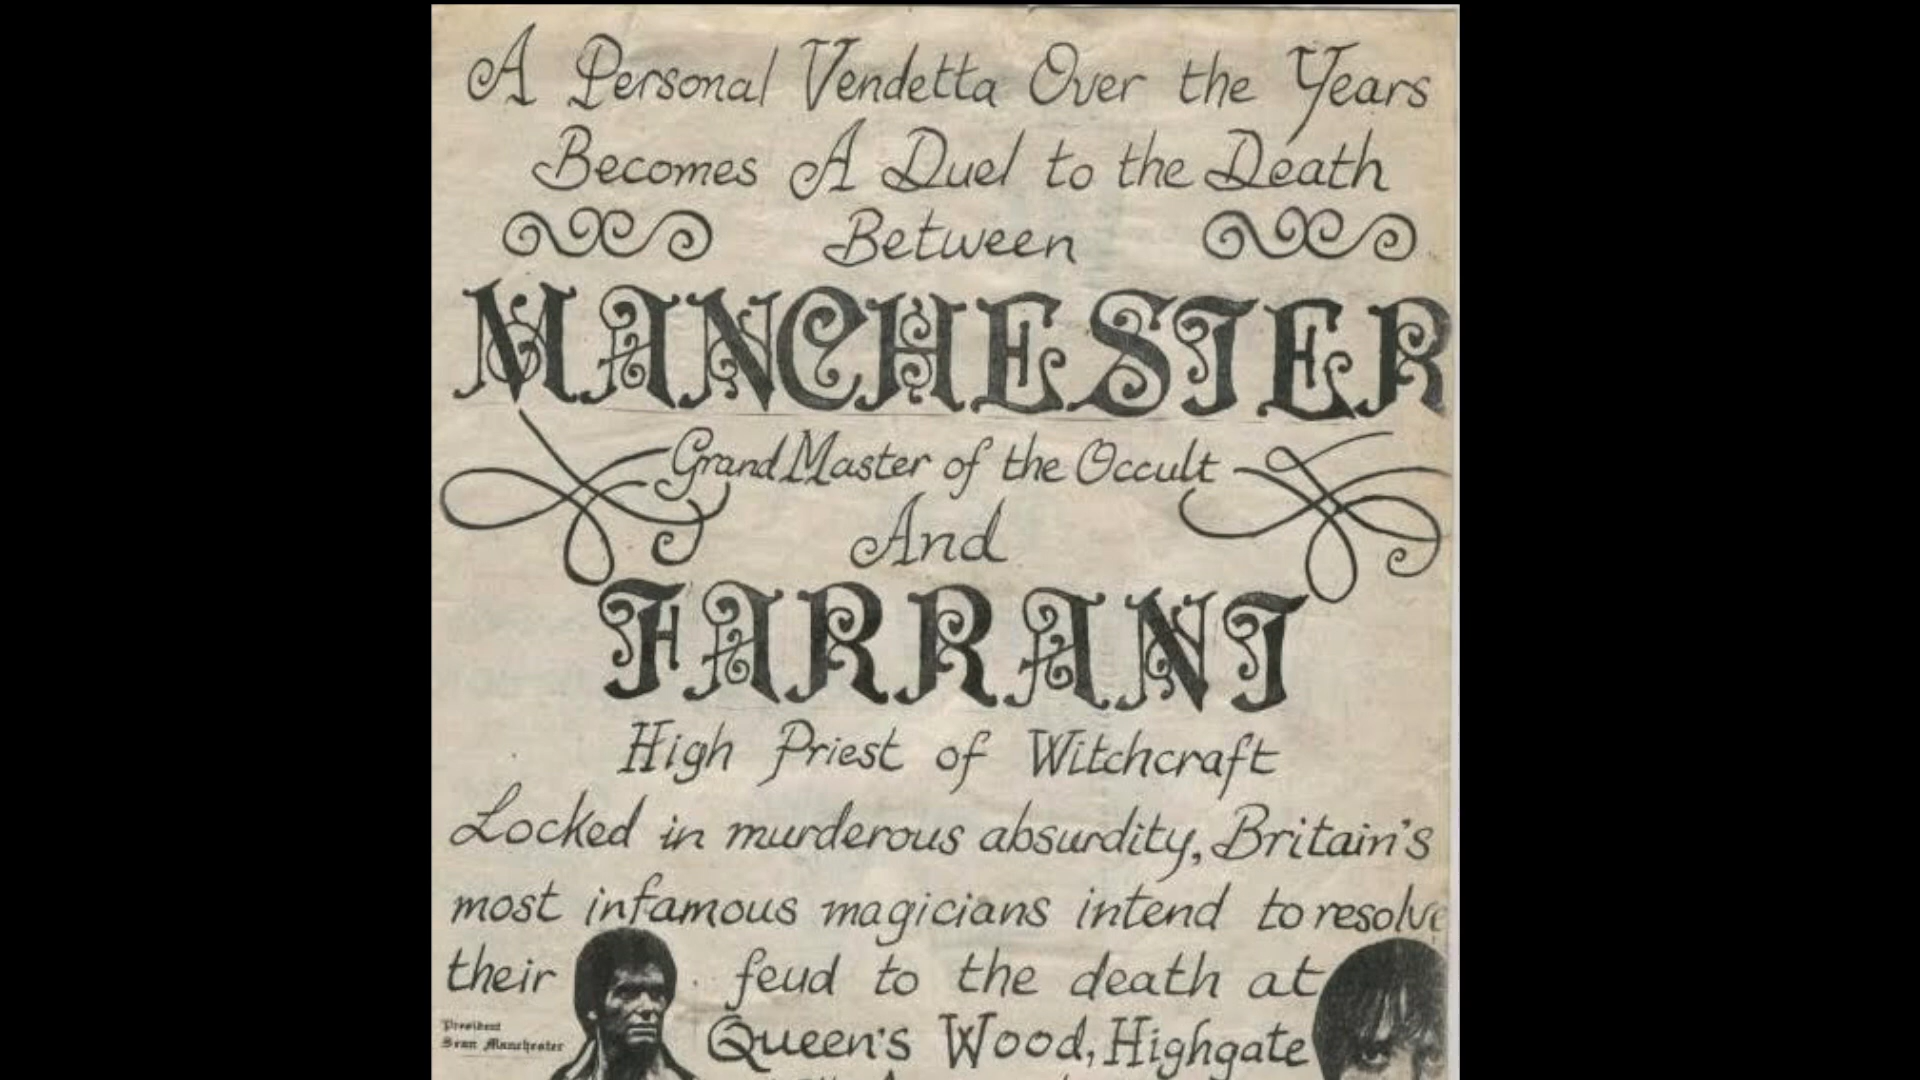 A Personal Vendetta Over the Years
Becomes A Duel to the Death
Between
MANCHESTER
Grand Master of the Occult
And
FARRANT
High Priest of Witchcraft
Locked in murderous absurdity, Britain's
most infamous magicians intend to resolve
their feud to the death at
President
Sean Manchester
Queen's Wood, Highgate